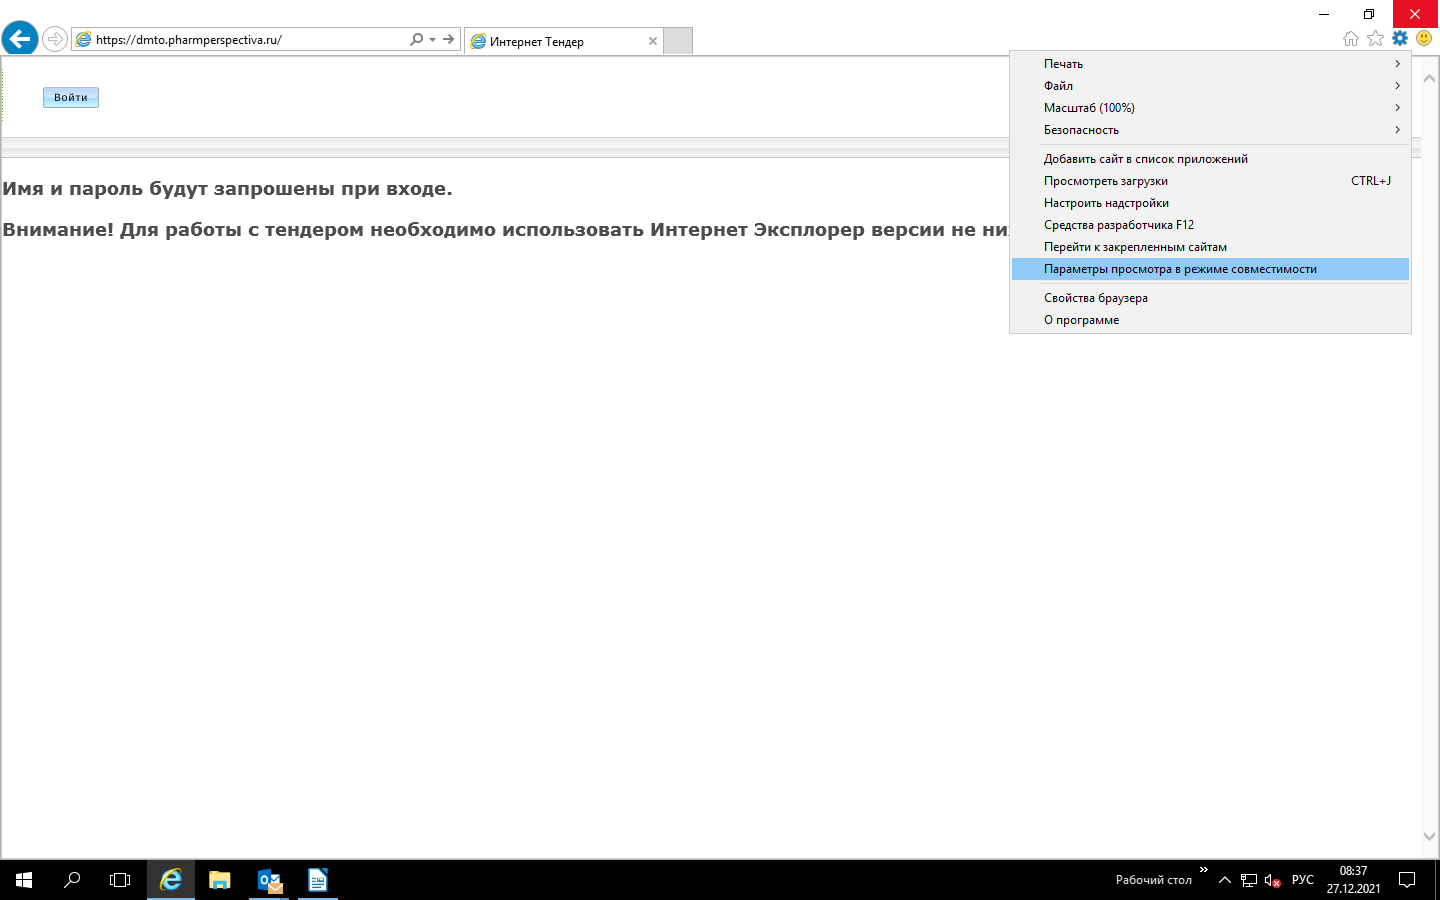 https://dmto.pharmperspectiva.ru/
Интернет Тендер
Войти
Имя и пароль будут запрошены при входе.
Внимание! Для работы с тендером необходимо использовать Интернет Эксплорер версии не
Печать
Файл
Масштаб (100%)
Безопасность
Добавить сайт в список приложений
Просмотреть загрузки CTRL+J
Настроить надстройки
Средства разработчика F12
Перейти к закрепленным сайтам
Параметры просмотра в режиме совместимости
Свойства браузера
О программе
Рабочий стол
РУС
08:37
27.12.2021